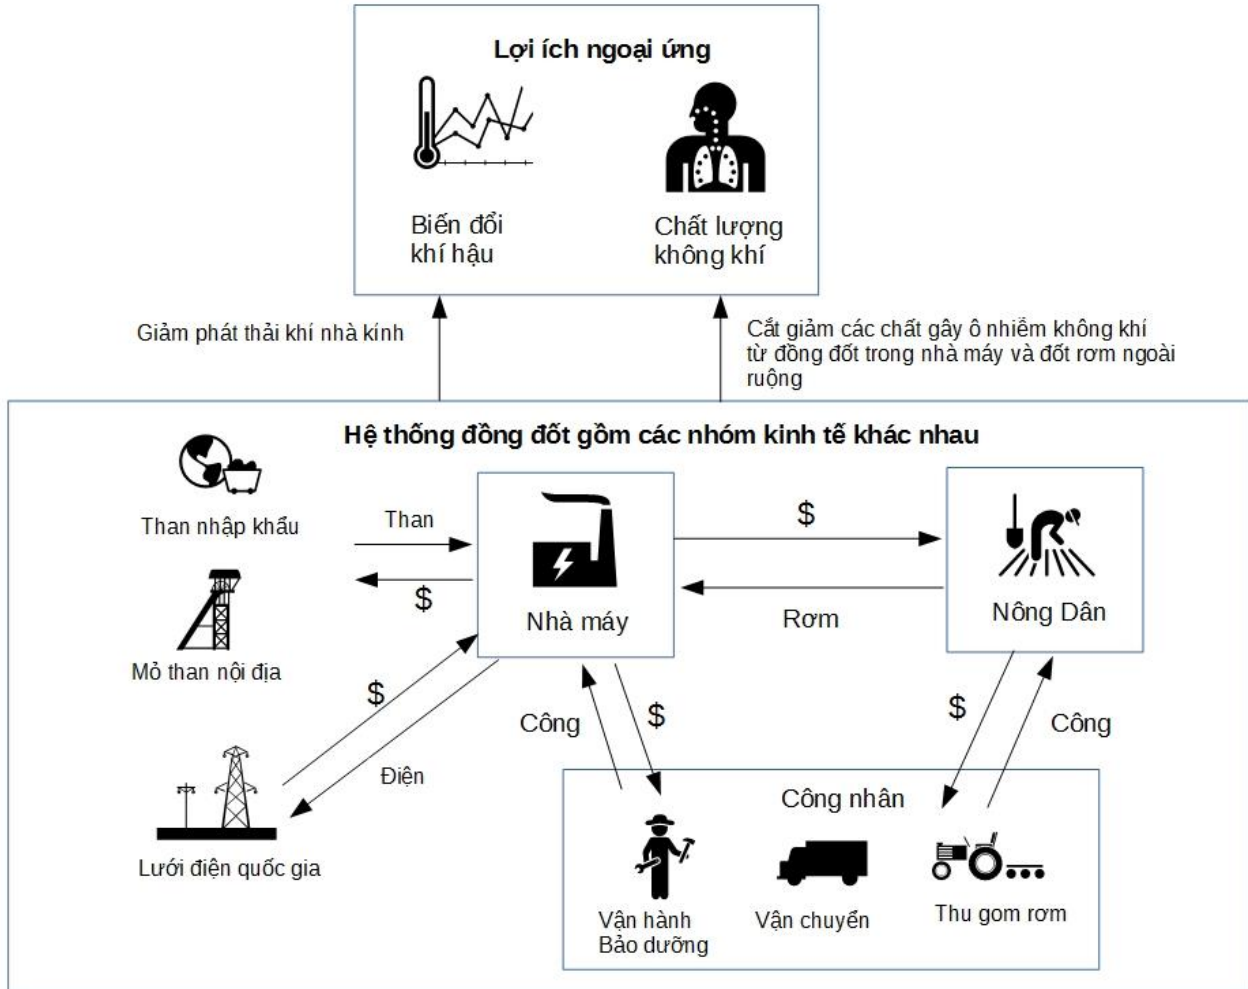 Lợi ích ngoại ứng
Biến đổi
khí hậu
Chất lượng
không khí
Giảm phát thải khí nhà kính
Cắt giảm các chất gây ô nhiễm không khí
từ đồng đốt trong nhà máy và đốt rơm ngoài
ruộng
Hệ thống đồng đốt gồm các nhóm kinh tế khác nhau
Than nhập khẩu
Than
$
Nhà máy
$
Rơm
Nông Dân
Mỏ than nội địa
$
Điện
Lưới điện quốc gia
Công
$
$
Công
Công nhân
Vận hành
Bảo dưỡng
Vận chuyển
Thu gom rơm